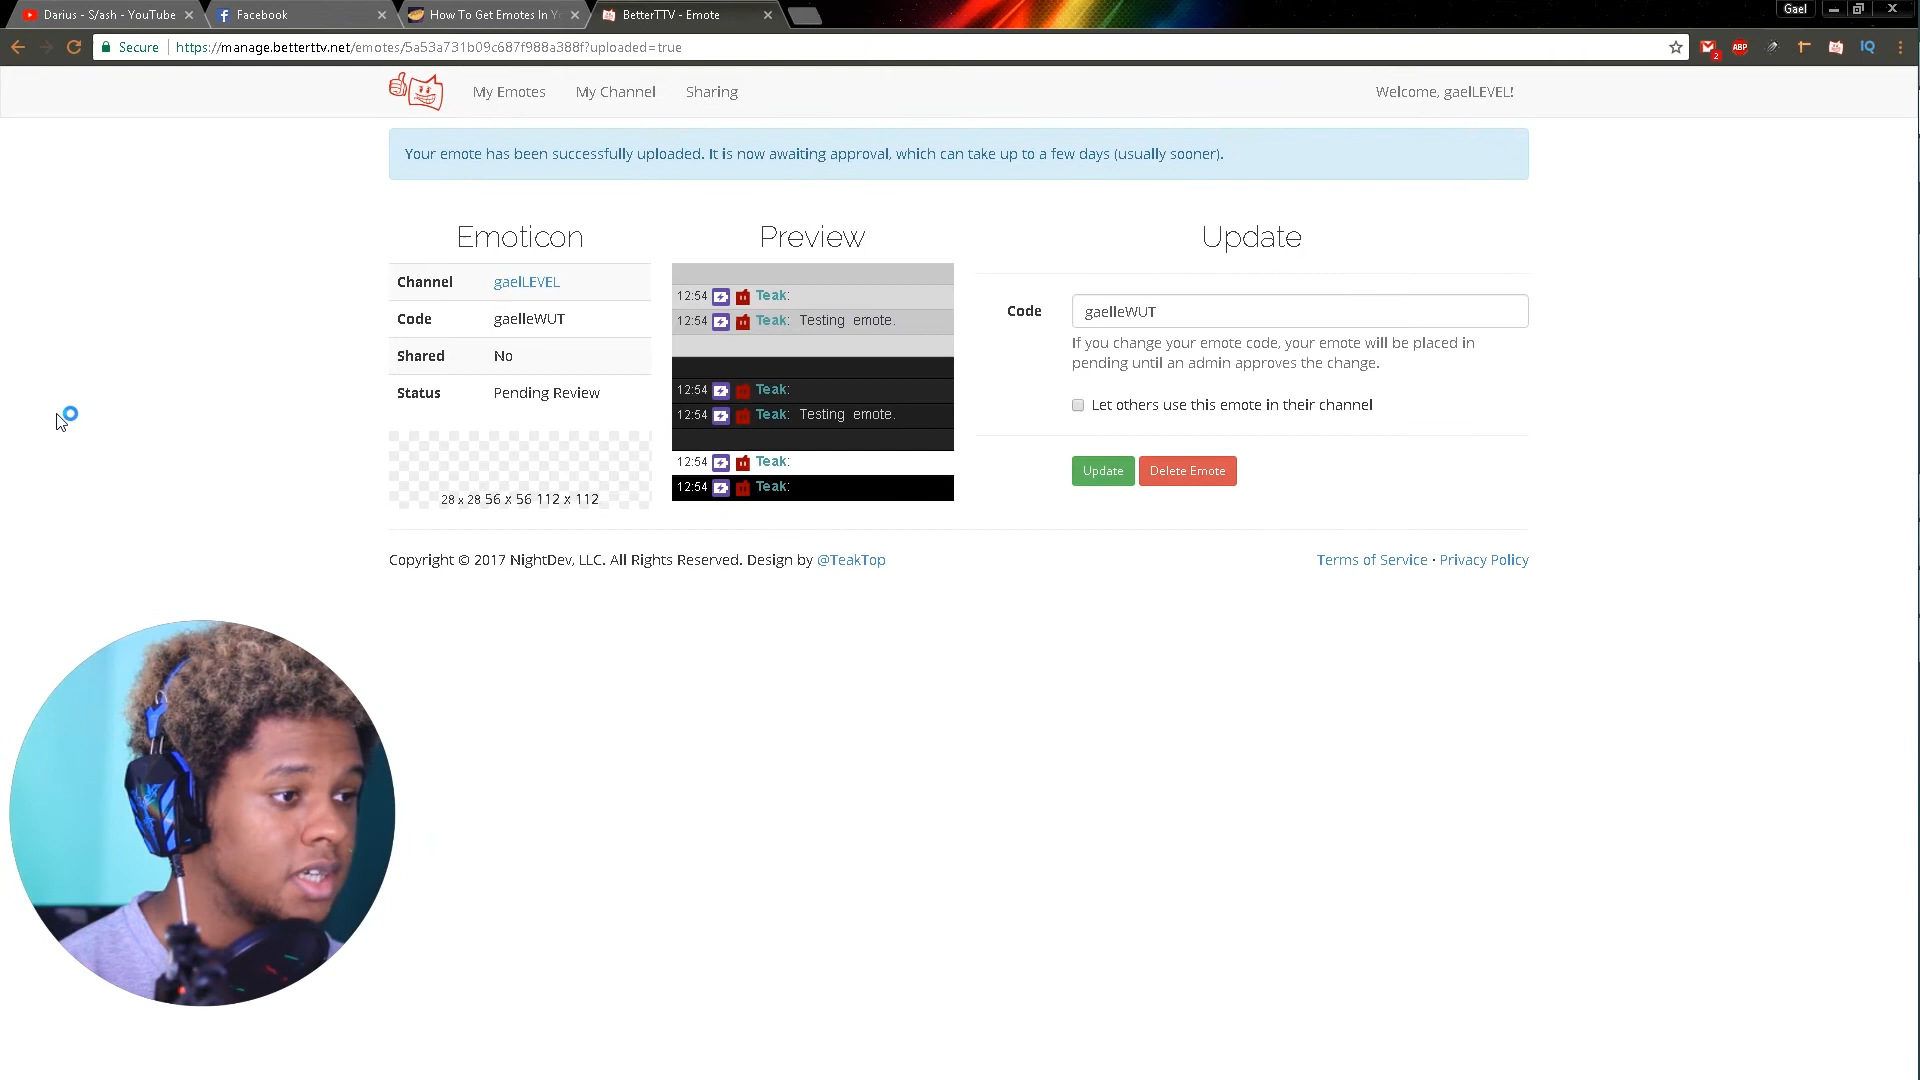 Darius - S/ash - YouTube
Facebook
How To Get Emotes In Y
BetterTTV - Emote
Gael
Secure
https://manage.betterttv.net/emotes/5a53a731b09c687f988a388f?uploaded=true
2
ABP
IQ
My Emotes
My Channel
Sharing
Welcome, gaelLEVEL!
Your emote has been successfully uploaded. It is now awaiting approval, which can take up to a few days (usually sooner).
Emoticon
Channel gaelLEVEL
Code gaelleWUT
Shared No
Status Pending Review
28 x 28 56 x 56 112 x 112
Preview
12:54 Teak:
12:54 Teak: Testing emote.
12:54 Teak:
12:54 Teak: Testing emote.
12:54 Teak:
12:54 Teak:
Update
Code gaelleWUT
If you change your emote code, your emote will be placed in
pending until an admin approves the change.
Let others use this emote in their channel
Update
Delete Emote
Copyright © 2017 NightDev, LLC. All Rights Reserved. Design by @TeakTop
Terms of Service · Privacy Policy